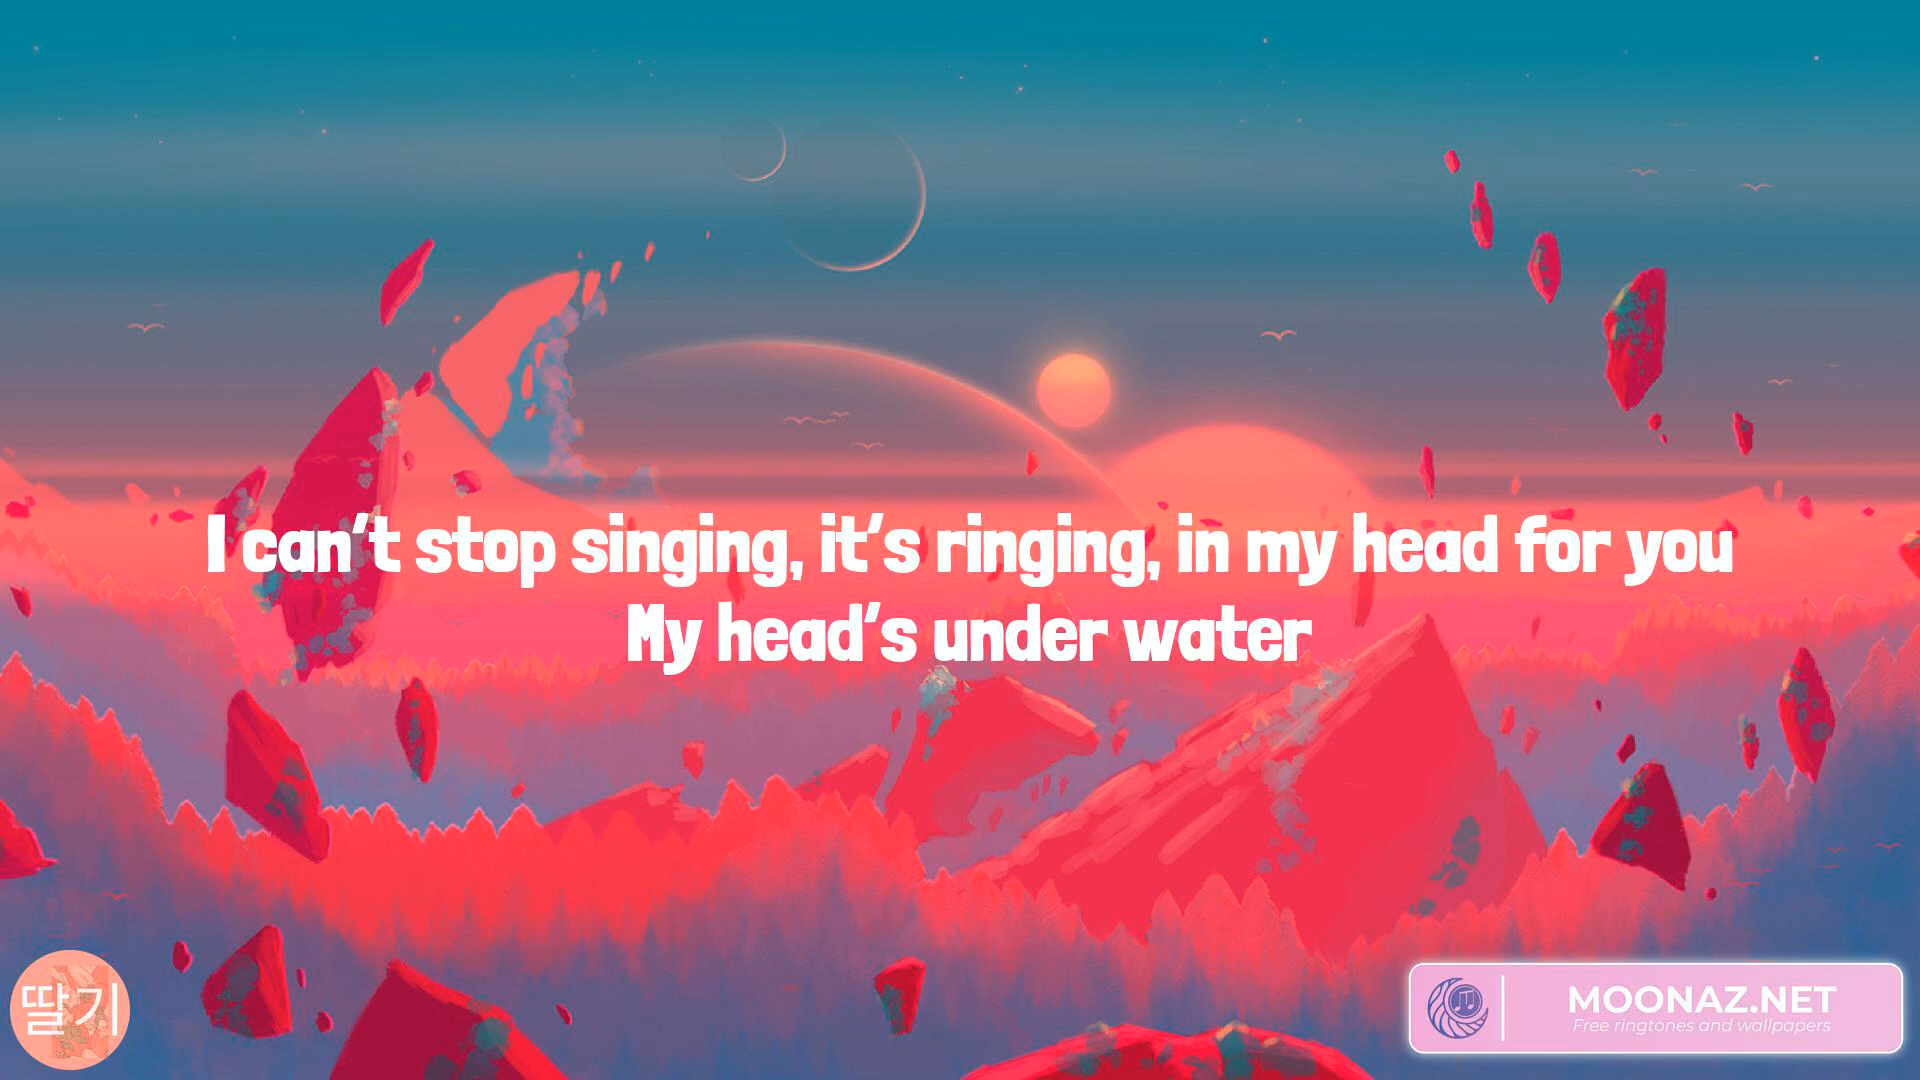 I can't stop singing, it's ringing, in my head for you
My head's under water
딸기
MOONAZ.NET
Free ringtones and wallpapers